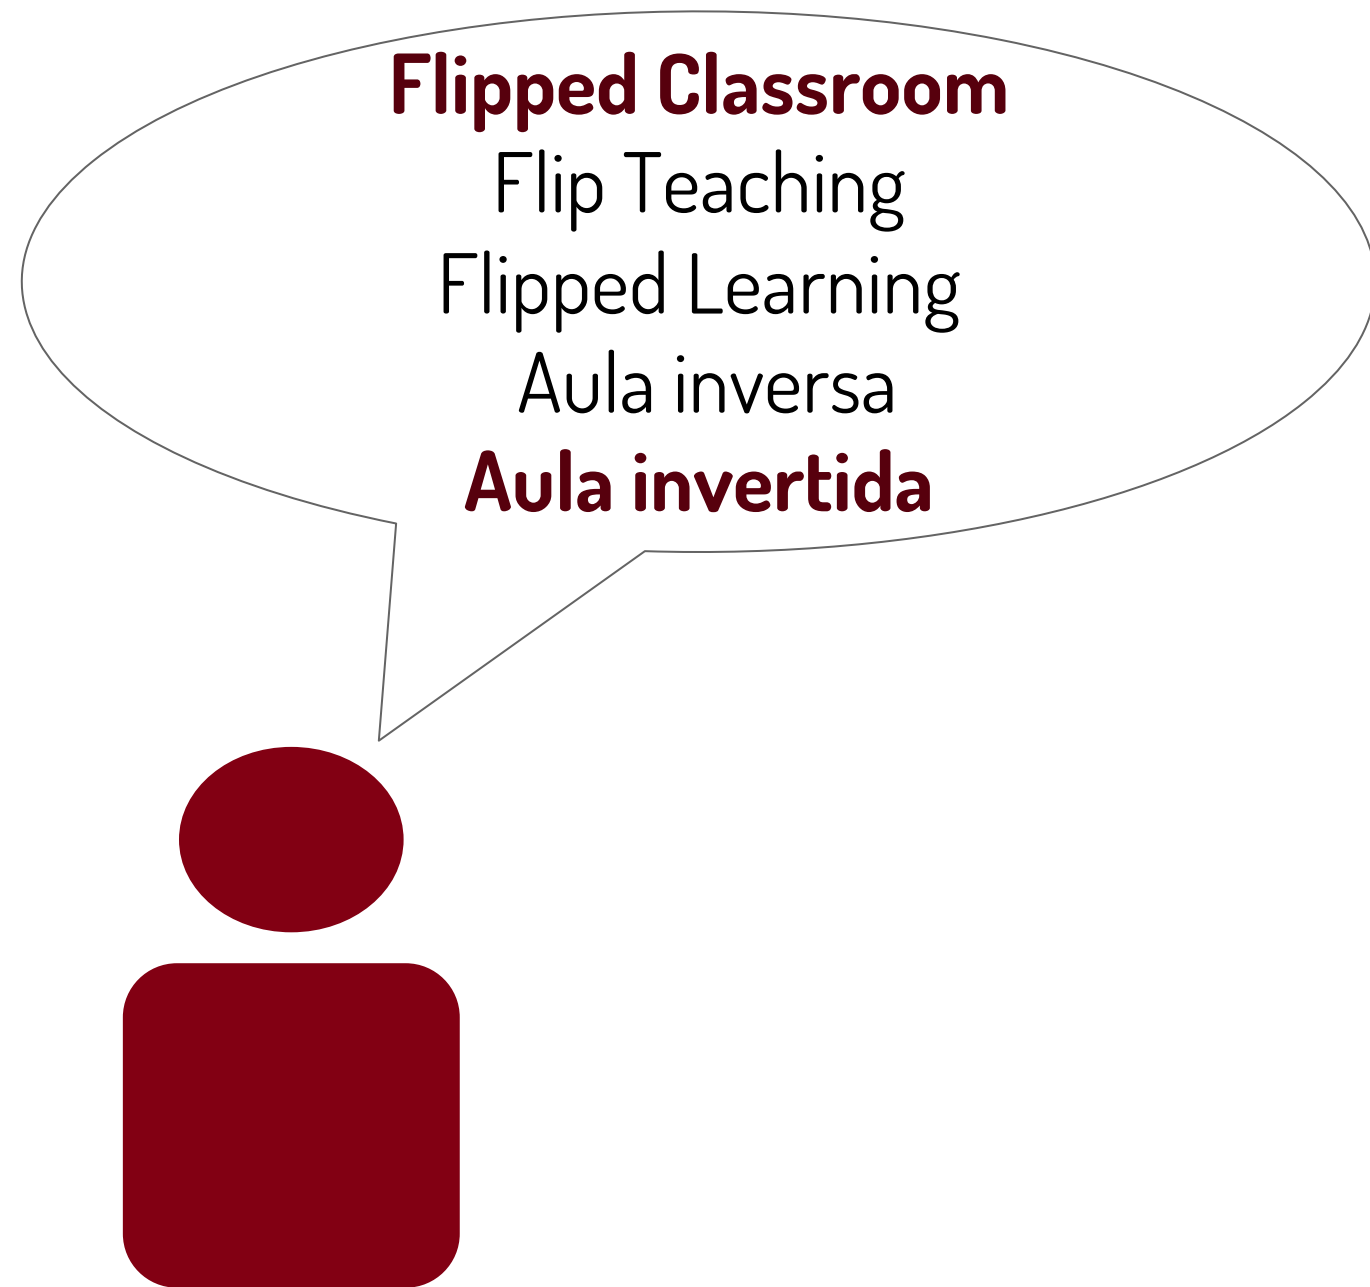 Flipped Classroom
Flip Teaching
Flipped Learning
Aula inversa
Aula invertida